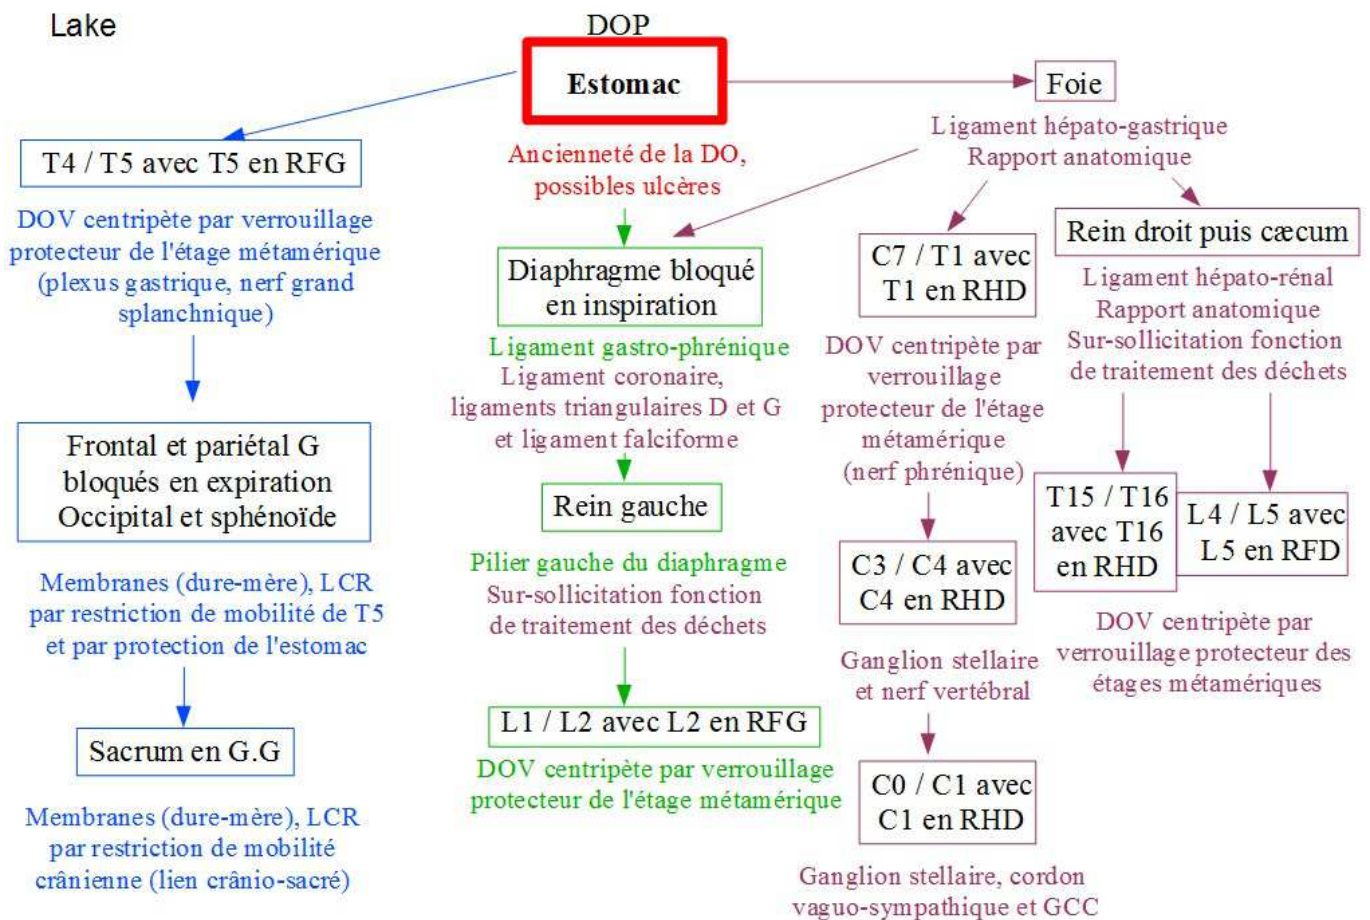 Lake
DOP
Estomac
Foie
Ligament hépato-gastrique
Rapport anatomique
T4 / T5 avec T5 en RFG
DOV centripète par verrouillage
protecteur de l'étage métamérique
(plexus gastrique, nerf grand
splanchnique)
Frontal et pariétal G
bloqués en expiration
Occipital et sphénoïde
Membranes (dure-mère), LCR
par restriction de mobilité de T5
et par protection de l'estomac
Sacrum en G.G
Membranes (dure-mère), LCR
par restriction de mobilité
crânienne (lien crânio-sacré)
Ancienneté de la DO,
possibles ulcères
Diaphragme bloqué
en inspiration
Ligament gastro-phrénique
Ligament coronaire,
ligaments triangulaires D et G
et ligament falciforme
Rein gauche
Pilier gauche du diaphragme
Sur-sollicitation fonction
de traitement des déchets
L1 / L2 avec L2 en RFG
DOV centripète par verrouillage
protecteur de l'étage métamérique
C7 / T1 avec
T1 en RHD
DOV centripète par
verrouillage
protecteur de l'étage
métamérique
(nerf phrénique)
C3 / C4 avec
C4 en RHD
Ganglion stellaire
et nerf vertébral
C0 / C1 avec
C1 en RHD
Ganglion stellaire, cordon
vaguo-sympathique et GCC
Rein droit puis cæcum
Ligament hépato-rénal
Rapport anatomique
Sur-sollicitation fonction
de traitement des déchets
T15 / T16
avec T16
en RHD
L4 / L5 avec
L5 en RFD
DOV centripète par
verrouillage protecteur des
étages métamériques